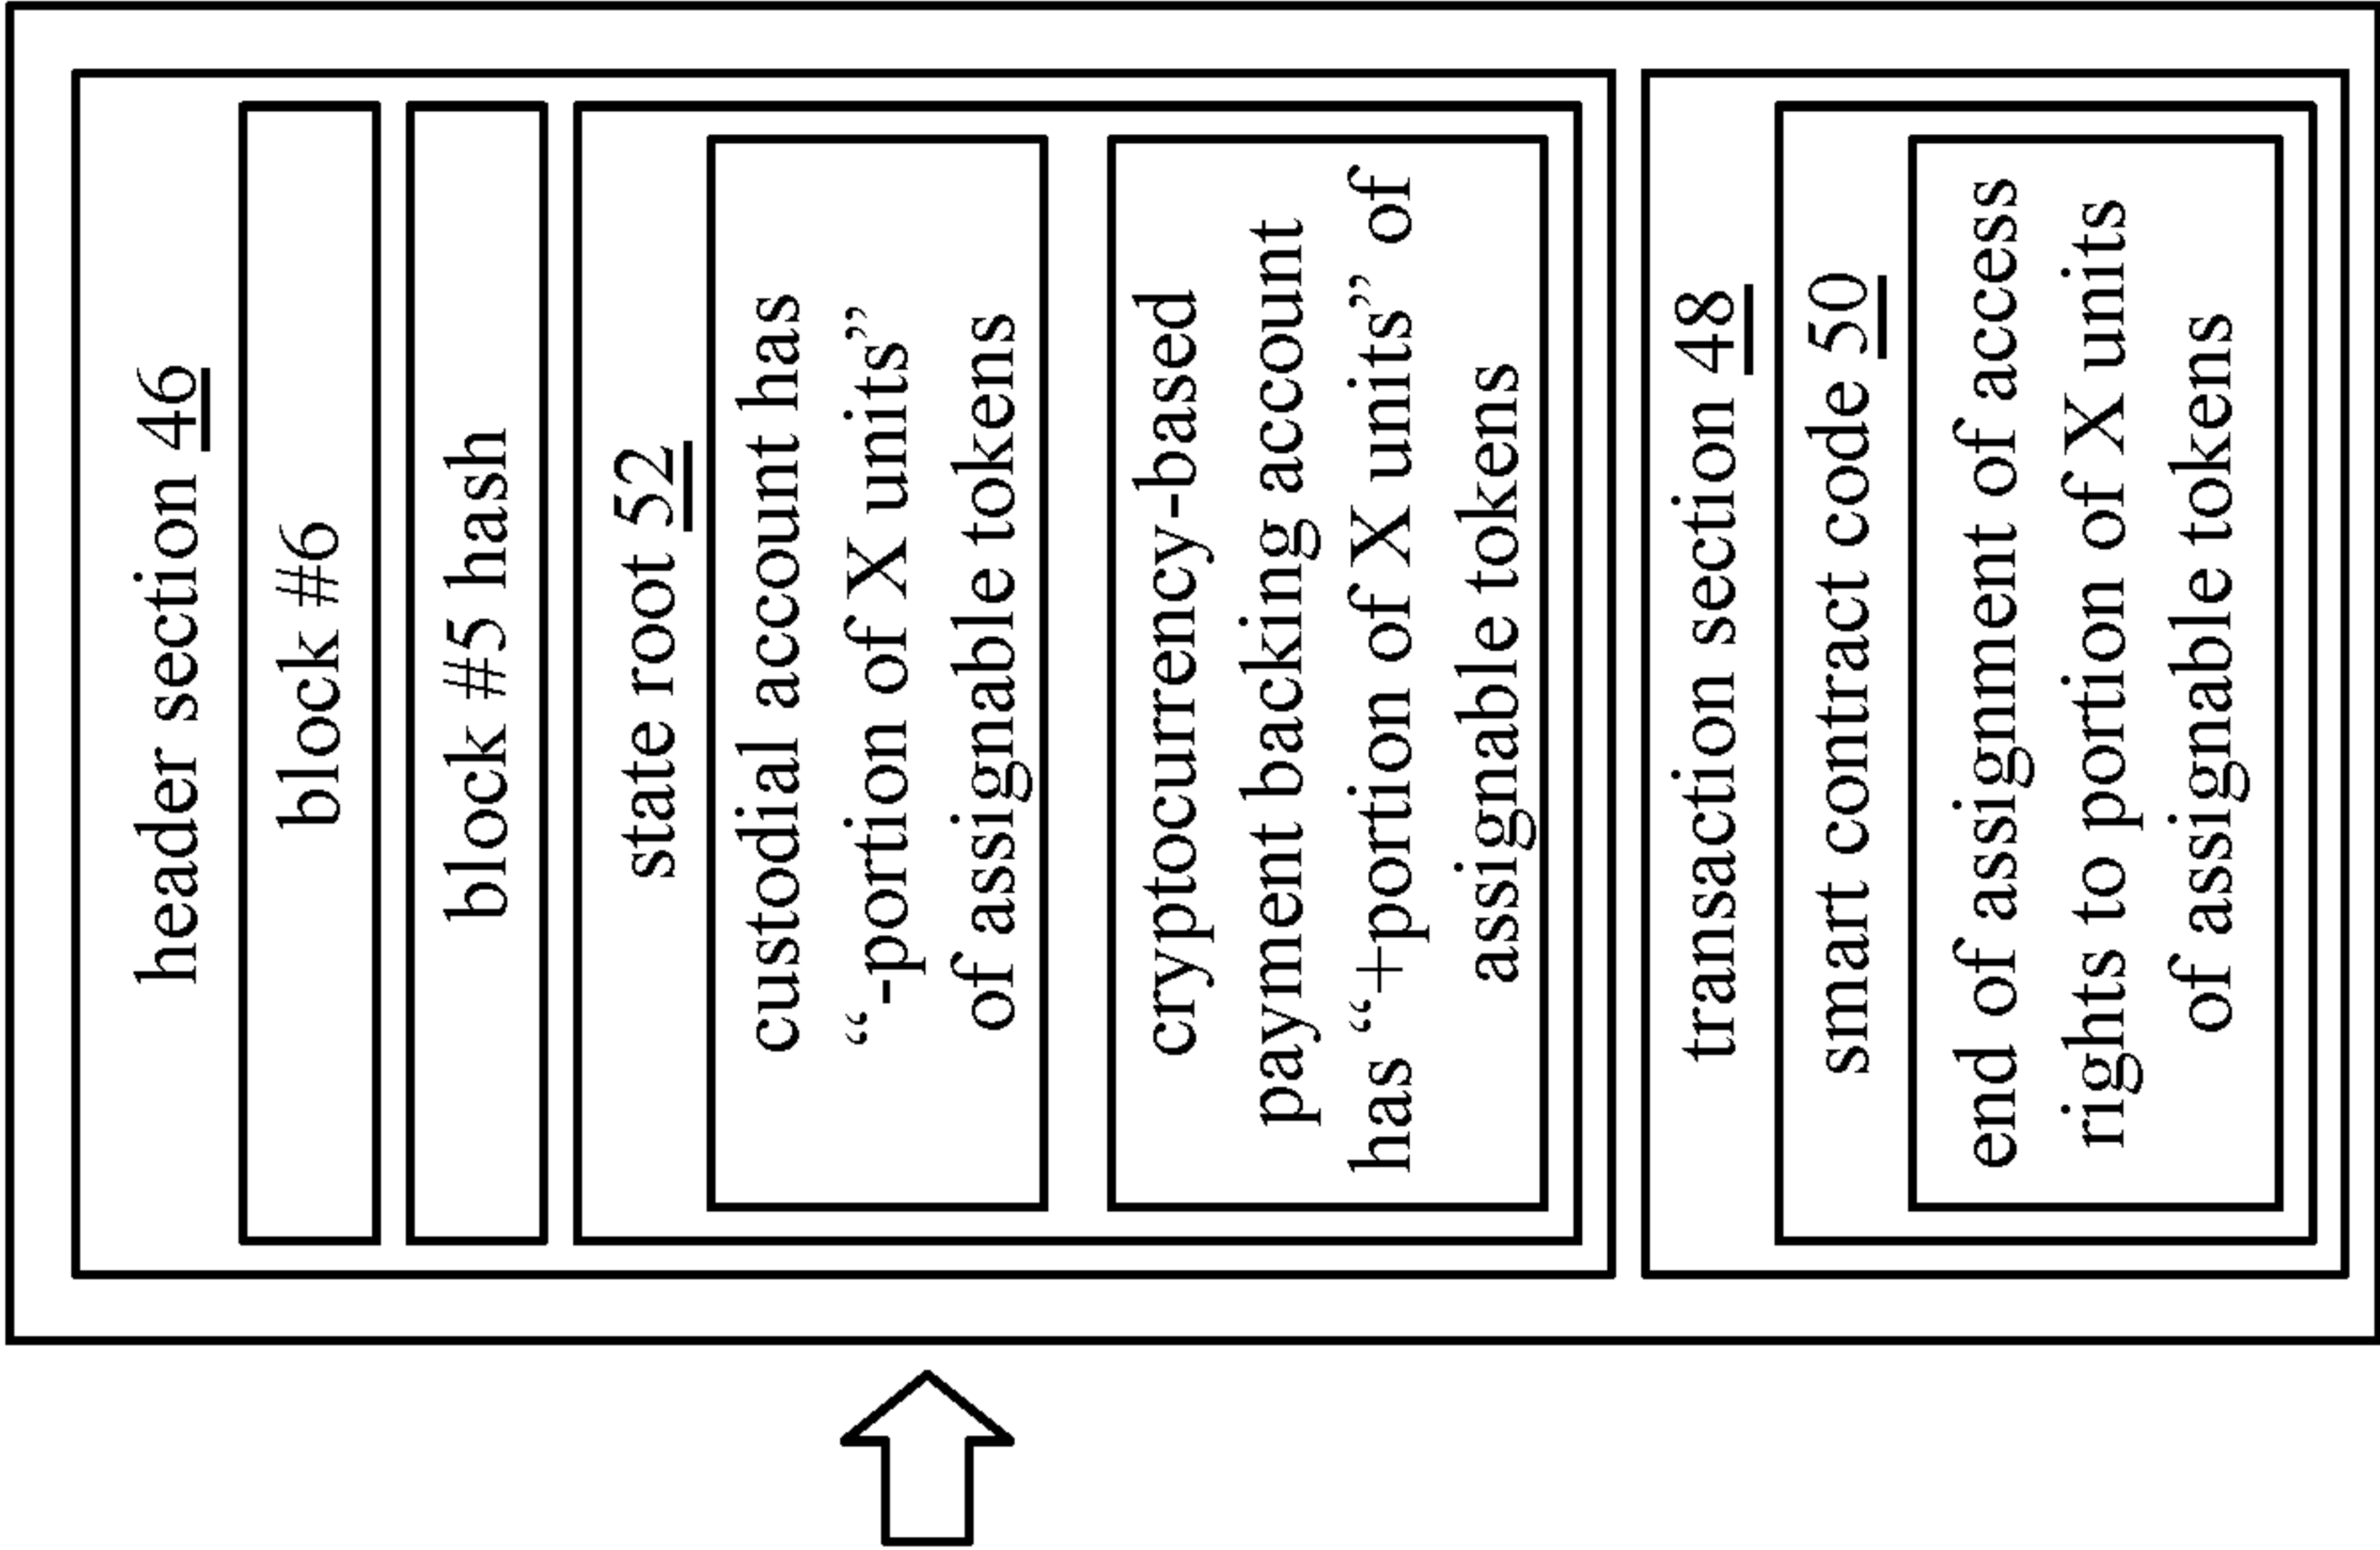 header section 46
block #6
block #5 hash
state root 52
custodial account has
“-portion of X units”
of assignable tokens
cryptocurrency-based
payment backing account
has “+portion of X units” of
assignable tokens
transaction section 48
smart contract code 50
end of assignment of access
rights to portion of X units
of assignable tokens